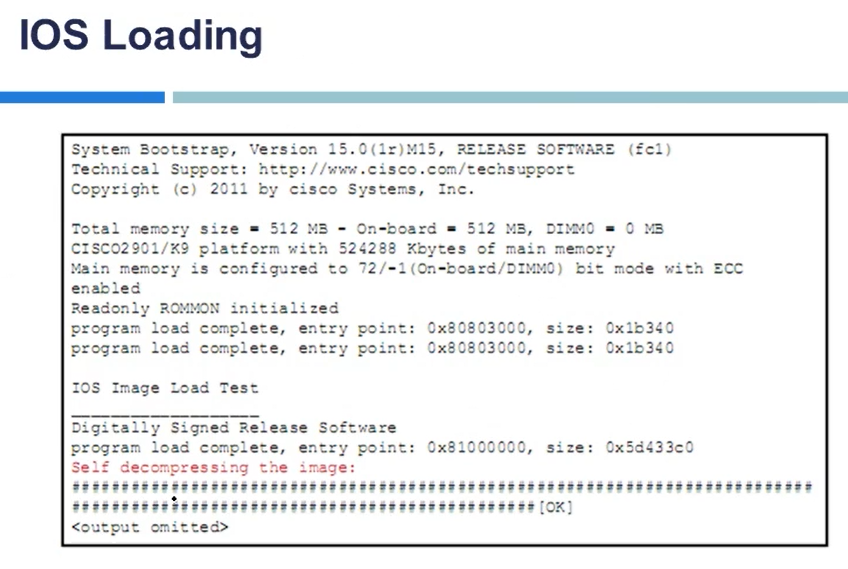 IOS Loading
System Bootstrap, Version 15.0(1r)M15, RELEASE SOFTWARE (fc1)
Technical Support: http://www.cisco.com/techsupport
Copyright (c) 2011 by cisco Systems, Inc.
Total memory size = 512 MB - On-board = 512 MB, DIMM0 = 0 MB
CISCO2901/K9 platform with 524288 Kbytes of main memory
Main memory is configured to 72/-1(On-board/DIMM0) bit mode with ECC
enabled
Readonly ROMMON initialized
program load complete, entry point: 0x80803000, size: 0x1b340
program load complete, entry point: 0x80803000, size: 0x1b340
IOS Image Load Test
___________________
Digitally Signed Release Software
program load complete, entry point: 0x81000000, size: 0x5d433c0
Self decompressing the image:
###########################################################################
###############################################[OK]
<output omitted>